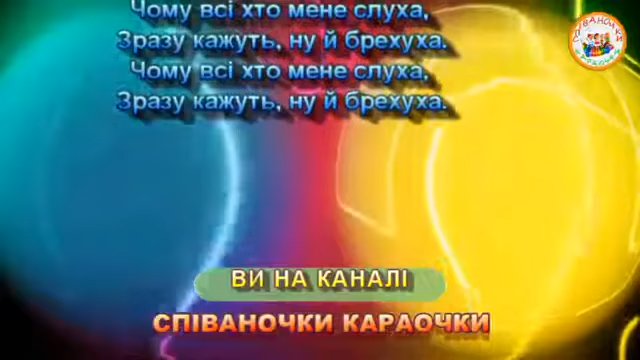 Чому всі хто мене слуха,
Зразу кажуть, ну й брехуха.
Чому всі хто мене слуха,
Зразу кажуть, ну й брехуха.
ВИ НА КАНАЛІ
СПІВАНОЧКИ КАРАОЧКИ